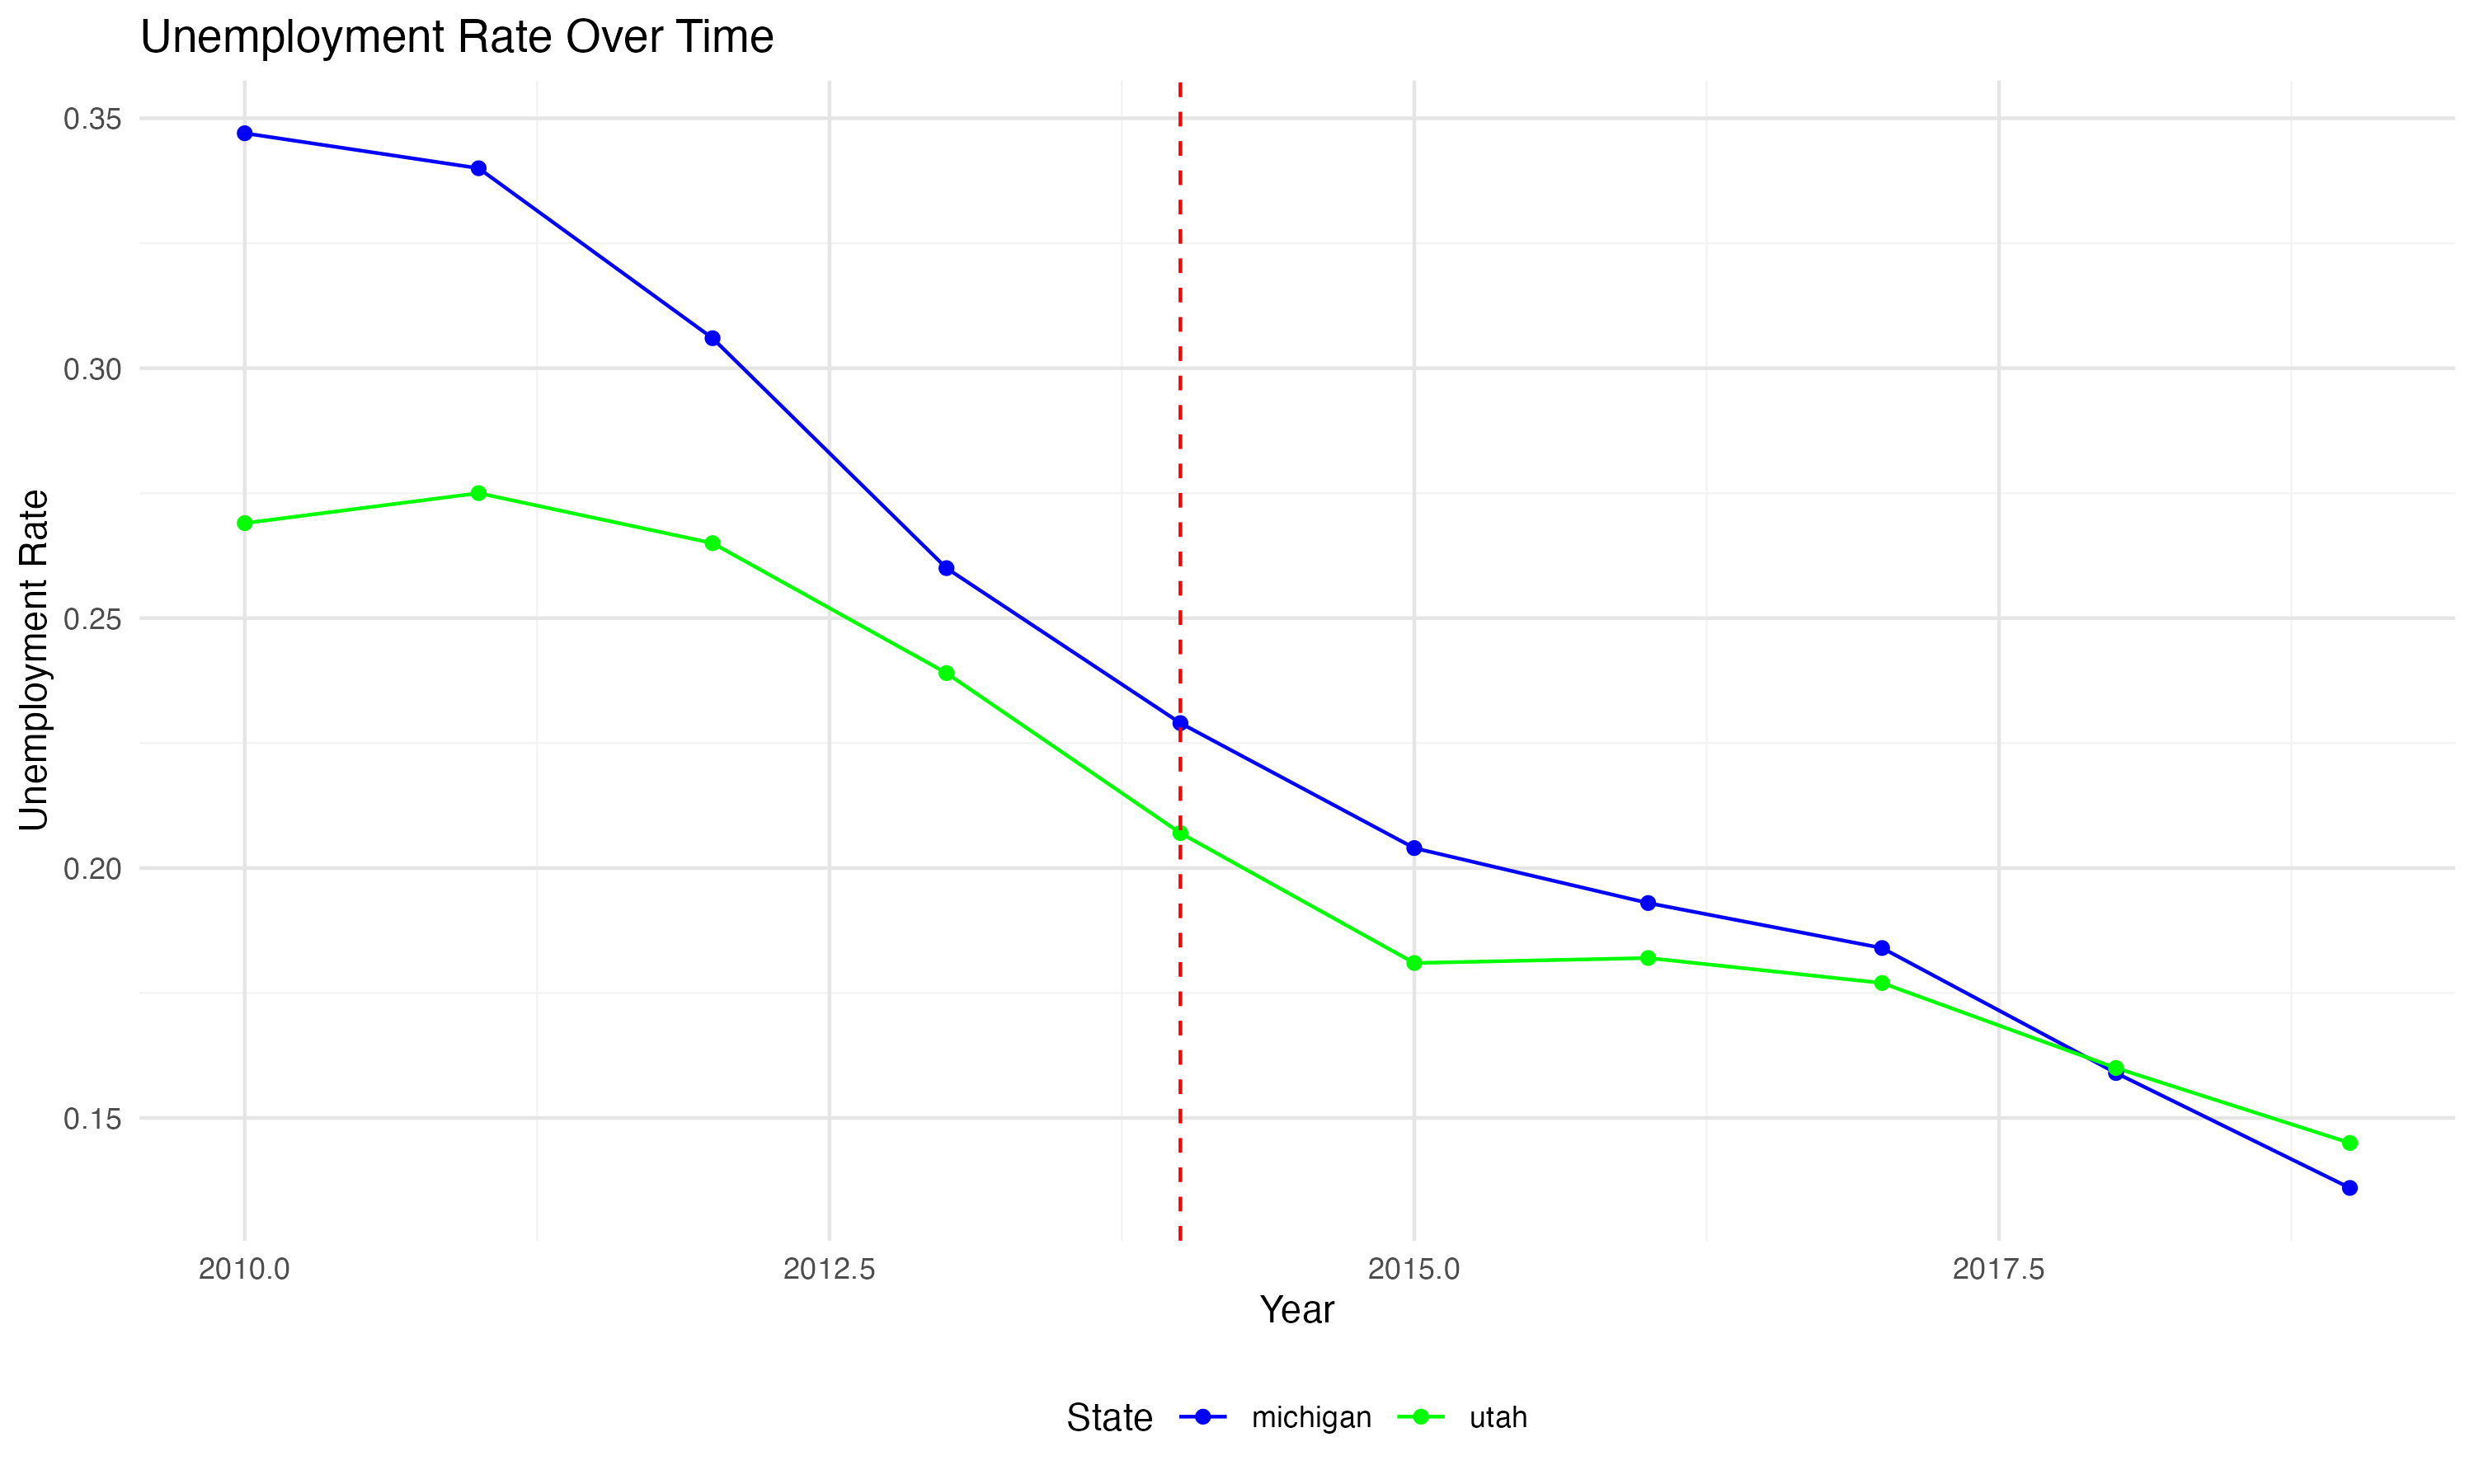 Unemployment Rate Over Time
Unemployment Rate
0.35
0.30
0.25
0.20
0.15
2010.0 2012.5 2015.0 2017.5
Year
State michigan utah